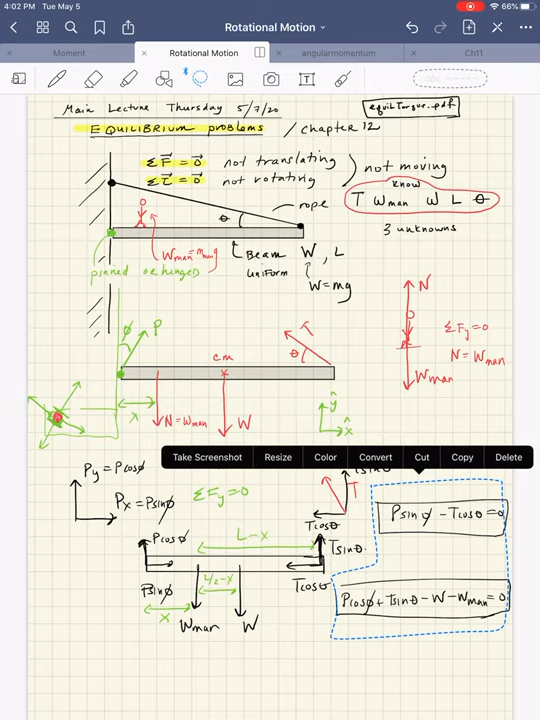 4:02 PM Tue May 5
66%
Rotational Motion
Moment
Rotational Motion
angularmomentum
Ch11
T
abc
Main Lecture Thursday 5/7/20
equilTorque.pdf
EQUILIBRIUM problems / chapter 12
ΣF⃗ = 0⃗ not translating
Στ⃗ = 0⃗ not rotating
not moving
know
T Wman W L θ
3 unknowns
rope
θ
Wman = mman g
Beam W, L
uniform
W = mg
pinned or hinged
N
ΣFy = 0
N = Wman
Wman
φ P
cm
T
θ
x
N = Wman
W
ŷ
x̂
Take Screenshot Resize Color Convert Cut Copy Delete
Py = Pcosφ
Px = Psinφ
ΣFy = 0
Tsinθ
T
Tcosθ
Psinφ - Tcosθ = 0
Pcosφ
L-x
Tsinθ
Psinφ
L/2-x
Tcosθ
x
Wman
W
Pcosφ + Tsinθ - W - Wman = 0